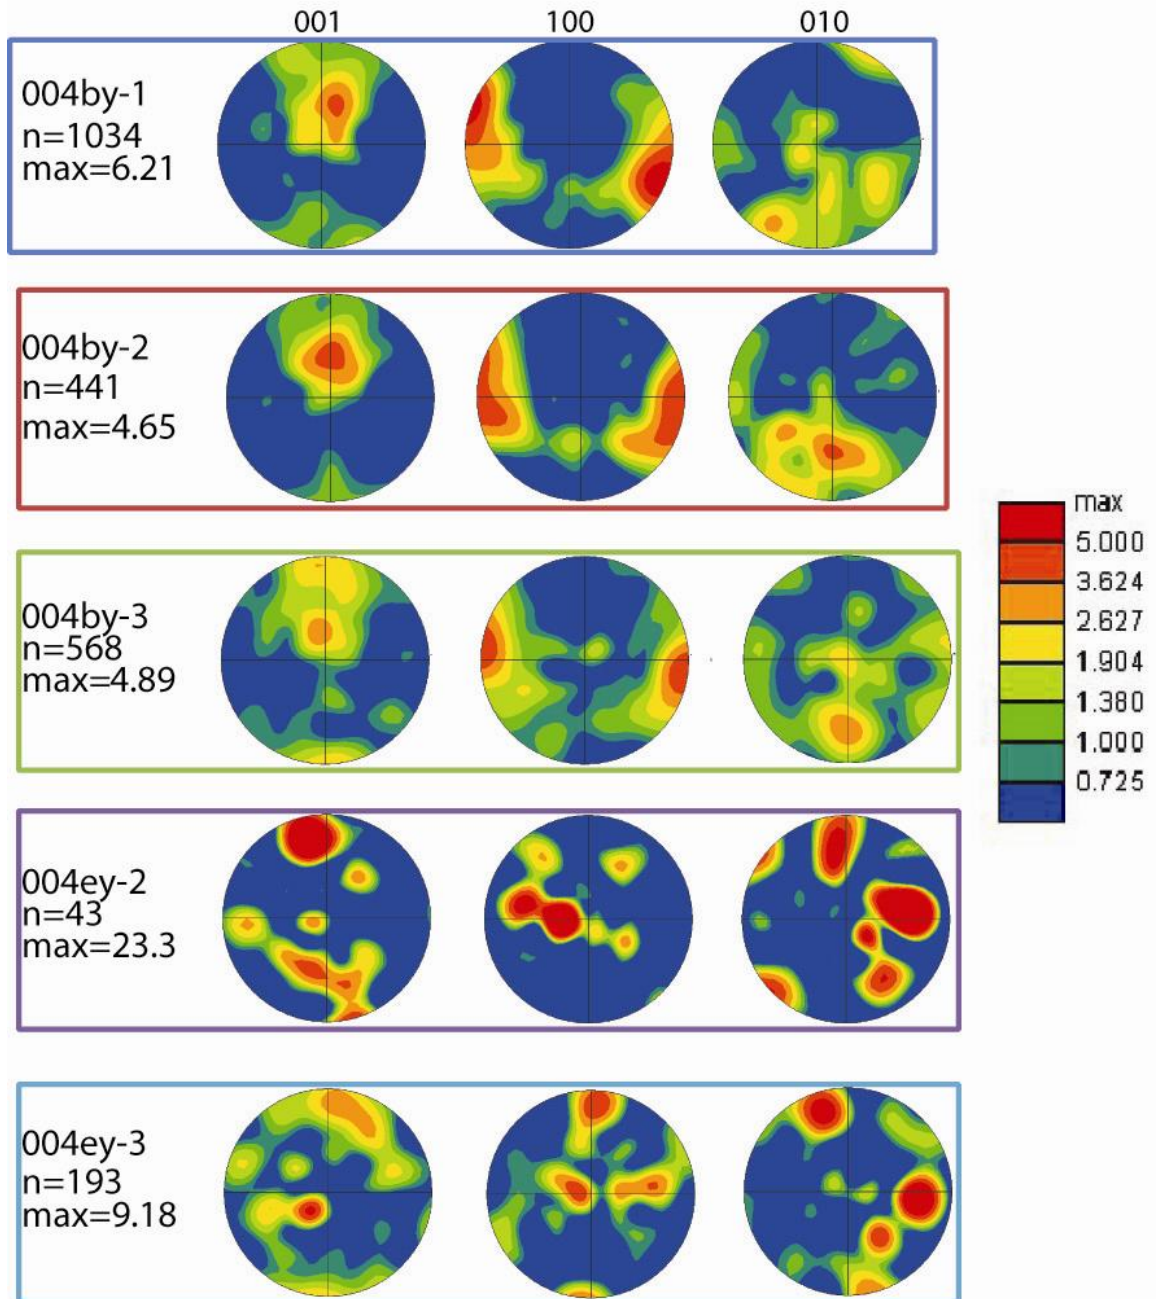 001 100 010
004by-1
n=1034
max=6.21
004by-2
n=441
max=4.65
004by-3
n=568
max=4.89
max
5.000
3.624
2.627
1.904
1.380
1.000
0.725
004ey-2
n=43
max=23.3
004ey-3
n=193
max=9.18